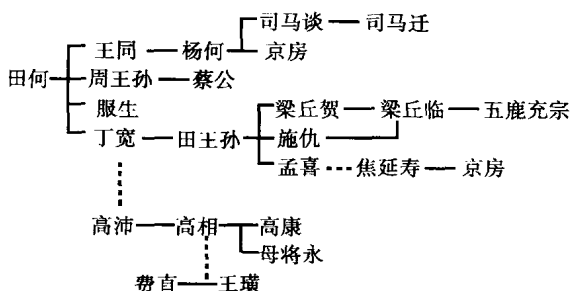 司马谈 司马迁
王同 杨何 京房
田何 周王孙 蔡公
服生 梁丘贺 梁丘临 五鹿充宗
丁宽 田王孙 施仇
孟喜 焦延寿 京房
高沛 高相 高康
母将永
费直 王璜